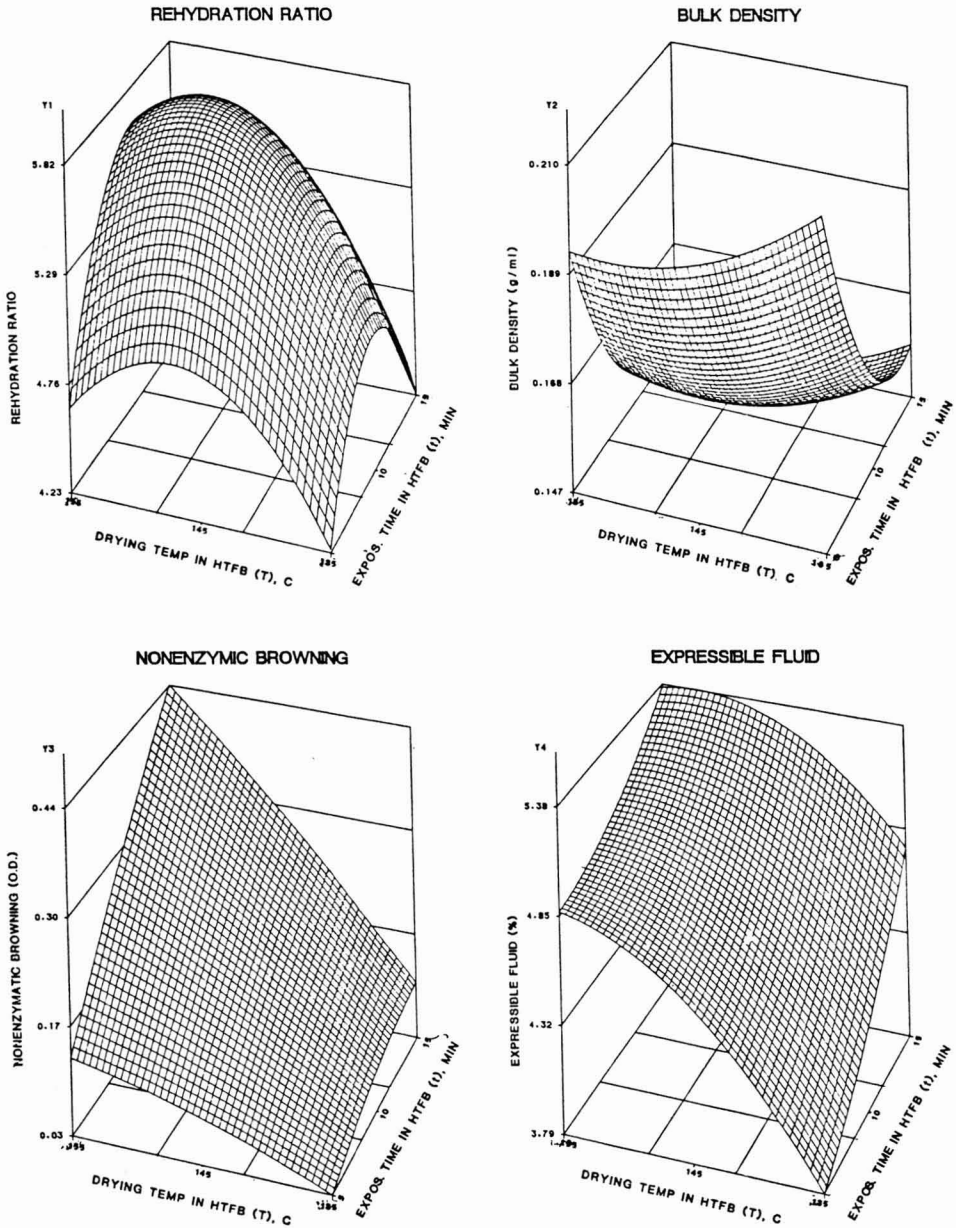 REHYDRATION RATIO
Y1
5.82
5.29
4.76
4.23
REHYDRATION RATIO
145
DRYING TEMP IN HTFB (T), C
15
10
EXPOS. TIME IN HTFB (t), MIN
BULK DENSITY
Y2
0.210
0.189
0.168
0.147
BULK DENSITY (g/ml)
145
DRYING TEMP IN HTFB (T), C
15
10
EXPOS. TIME IN HTFB (t), MIN
NONENZYMIC BROWNING
Y3
0.44
0.30
0.17
0.03
NONENZYMATIC BROWNING (O.D.)
145
DRYING TEMP IN HTFB (T), C
15
10
EXPOS. TIME IN HTFB (t), MIN
EXPRESSIBLE FLUID
Y4
5.38
4.85
4.32
3.79
EXPRESSIBLE FLUID (%)
145
DRYING TEMP IN HTFB (T), C
15
10
EXPOS. TIME IN HTFB (t), MIN